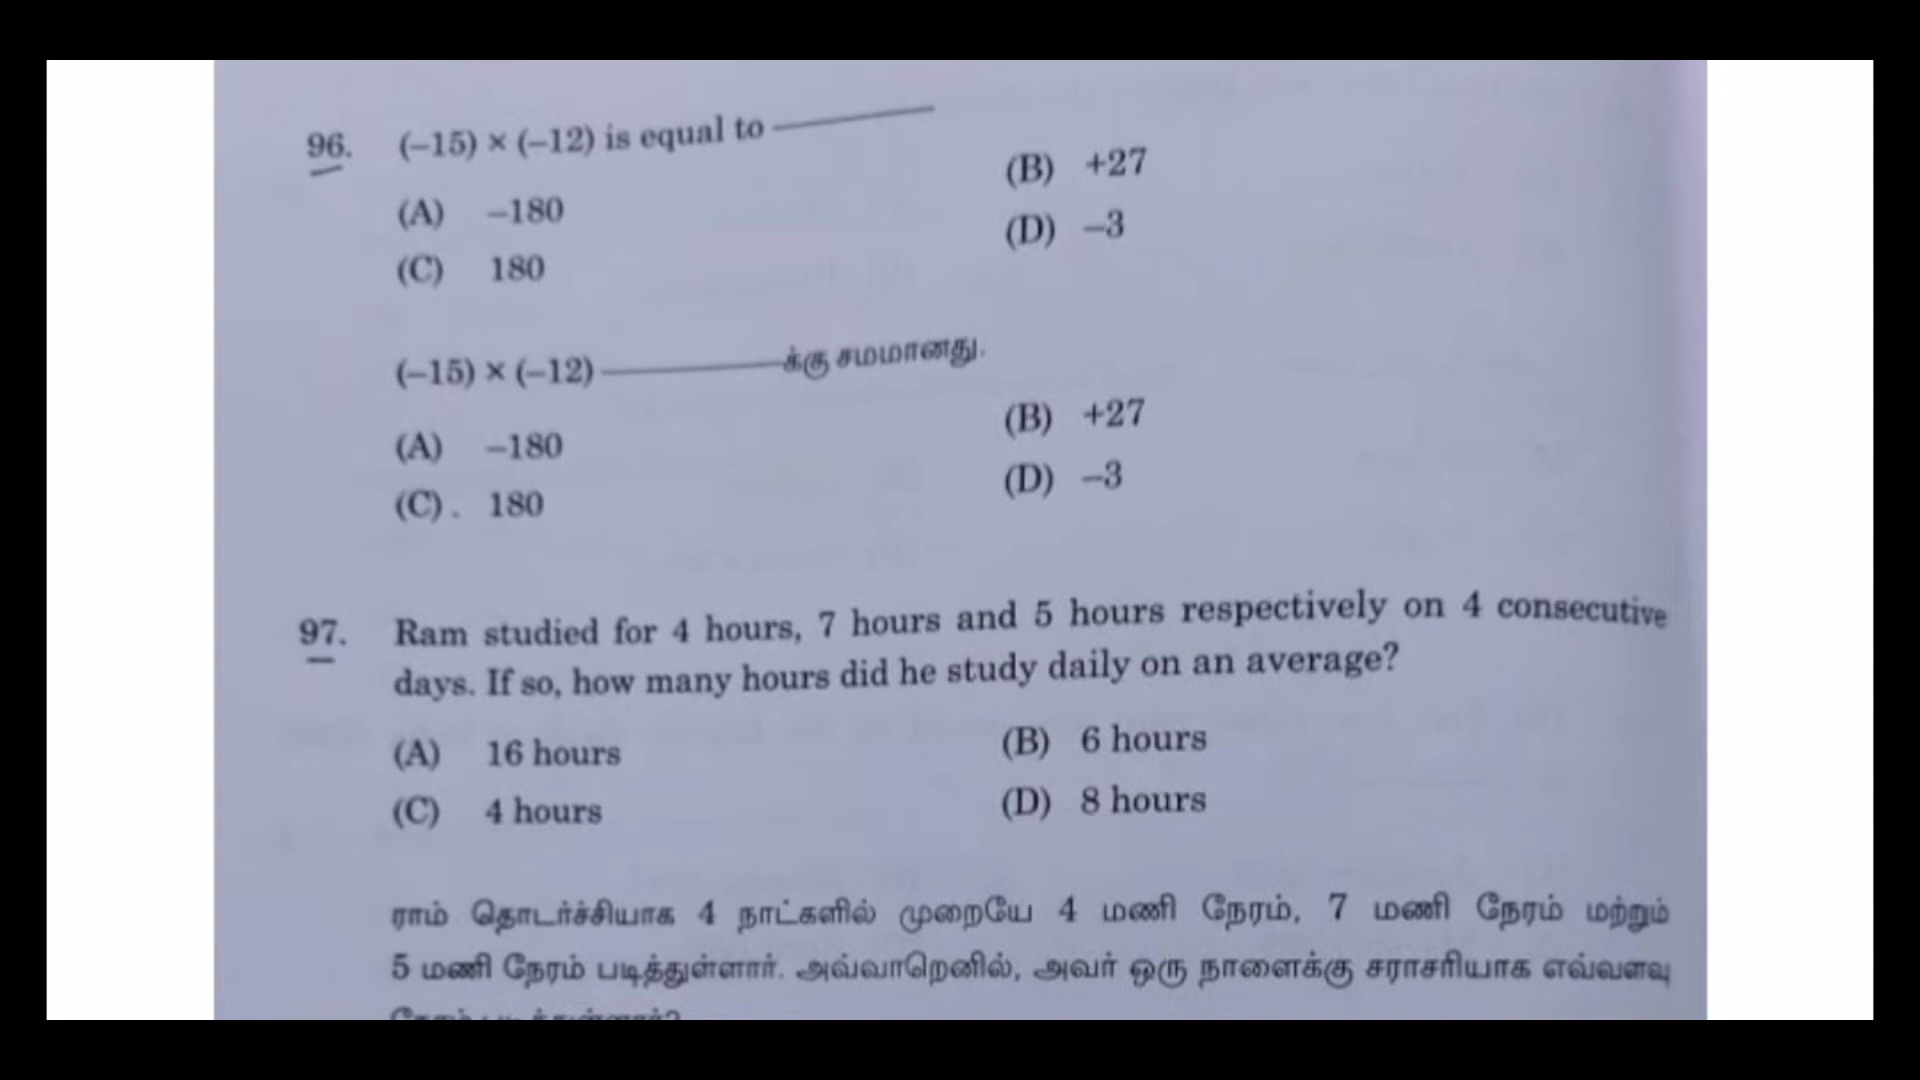 96. (–15) × (–12) is equal to
(A) –180 (B) +27
(C) 180 (D) –3
(–15) × (–12) க்கு சமமானது.
(A) –180 (B) +27
(C). 180 (D) –3
97. Ram studied for 4 hours, 7 hours and 5 hours respectively on 4 consecutive
days. If so, how many hours did he study daily on an average?
(A) 16 hours (B) 6 hours
(C) 4 hours (D) 8 hours
ராம் தொடர்ச்சியாக 4 நாட்களில் முறையே 4 மணி நேரம், 7 மணி நேரம் மற்றும்
5 மணி நேரம் படித்துள்ளார். அவ்வாறெனில், அவர் ஒரு நாளைக்கு சராசரியாக எவ்வளவு